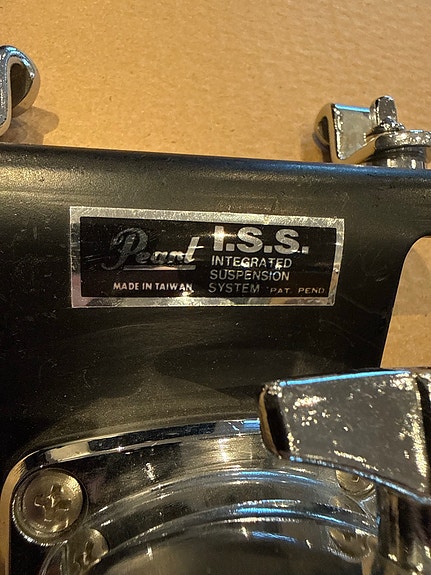 Pearl I.S.S.
INTEGRATED
SUSPENSION
MADE IN TAIWAN SYSTEM PAT. PEND.